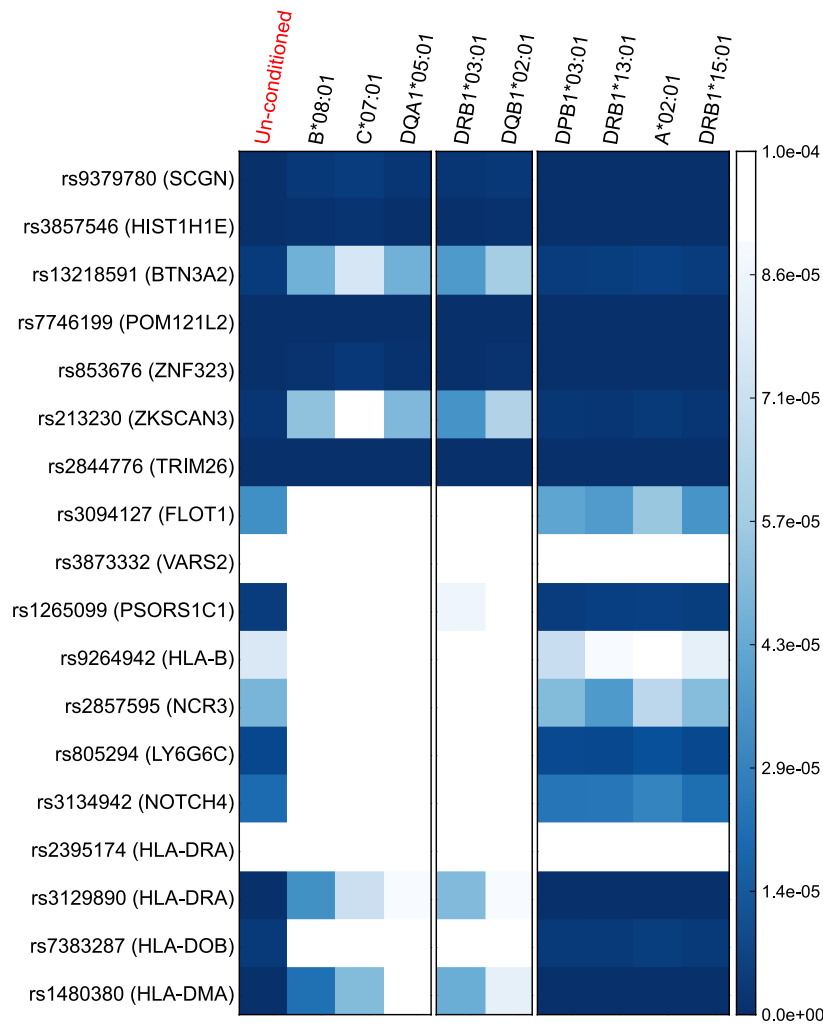 Un-conditioned
B*08:01
C*07:01
DQA1*05:01
DRB1*03:01
DQB1*02:01
DPB1*03:01
DRB1*13:01
A*02:01
DRB1*15:01
rs9379780 (SCGN)
rs3857546 (HIST1H1E)
rs13218591 (BTN3A2)
rs7746199 (POM121L2)
rs853676 (ZNF323)
rs213230 (ZKSCAN3)
rs2844776 (TRIM26)
rs3094127 (FLOT1)
rs3873332 (VARS2)
rs1265099 (PSORS1C1)
rs9264942 (HLA-B)
rs2857595 (NCR3)
rs805294 (LY6G6C)
rs3134942 (NOTCH4)
rs2395174 (HLA-DRA)
rs3129890 (HLA-DRA)
rs7383287 (HLA-DOB)
rs1480380 (HLA-DMA)
1.0e-04
8.6e-05
7.1e-05
5.7e-05
4.3e-05
2.9e-05
1.4e-05
0.0e+00